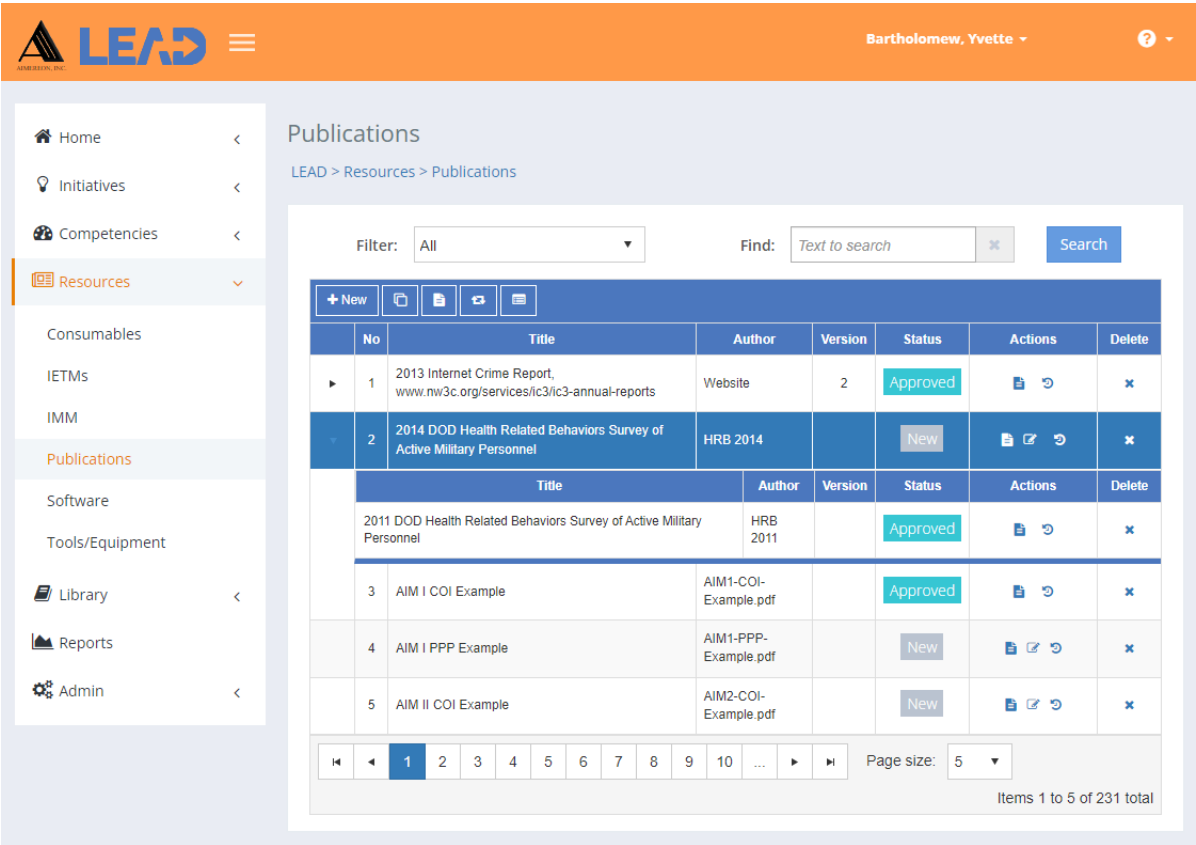 LEAD
AIMEREON, INC.
Bartholomew, Yvette
?
Home
Initiatives
Competencies
Resources
Consumables
IETMs
IMM
Publications
Software
Tools/Equipment
Library
Reports
Admin
Publications
LEAD > Resources > Publications
Filter: All
Find: Text to search
Search
+ New
No Title Author Version Status Actions Delete
1 2013 Internet Crime Report, www.nw3c.org/services/ic3/ic3-annual-reports Website 2 Approved
2 2014 DOD Health Related Behaviors Survey of Active Military Personnel HRB 2014 New
Title Author Version Status Actions Delete
2011 DOD Health Related Behaviors Survey of Active Military Personnel HRB 2011 Approved
3 AIM I COI Example AIM1-COI-Example.pdf Approved
4 AIM I PPP Example AIM1-PPP-Example.pdf New
5 AIM II COI Example AIM2-COI-Example.pdf New
1 2 3 4 5 6 7 8 9 10 ... Page size: 5
Items 1 to 5 of 231 total